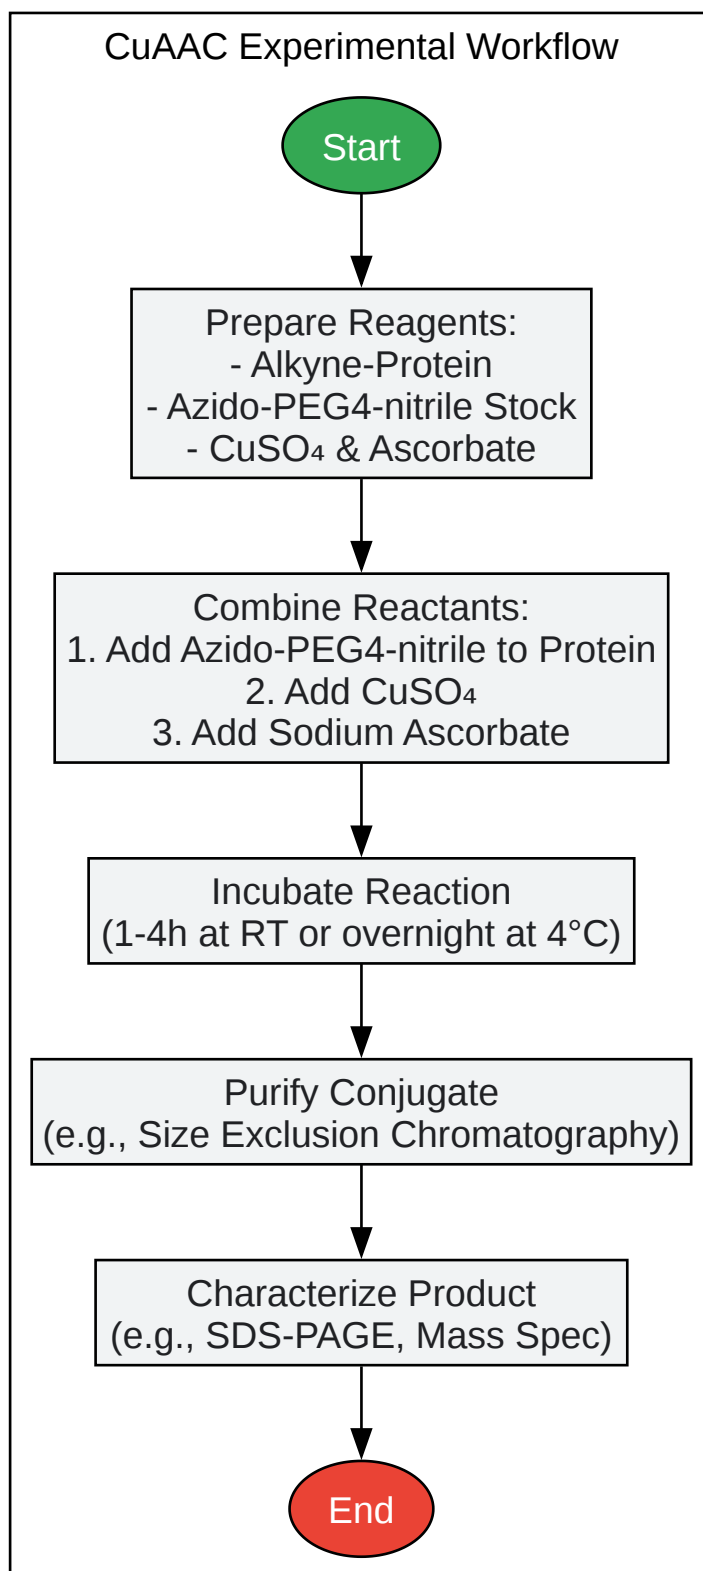 CuAAC Experimental Workflow
Start
Prepare Reagents:
- Alkyne-Protein
- Azido-PEG4-nitrile Stock
- CuSO₄ & Ascorbate
Combine Reactants:
1. Add Azido-PEG4-nitrile to Protein
2. Add CuSO₄
3. Add Sodium Ascorbate
Incubate Reaction
(1-4h at RT or overnight at 4°C)
Purify Conjugate
(e.g., Size Exclusion Chromatography)
Characterize Product
(e.g., SDS-PAGE, Mass Spec)
End